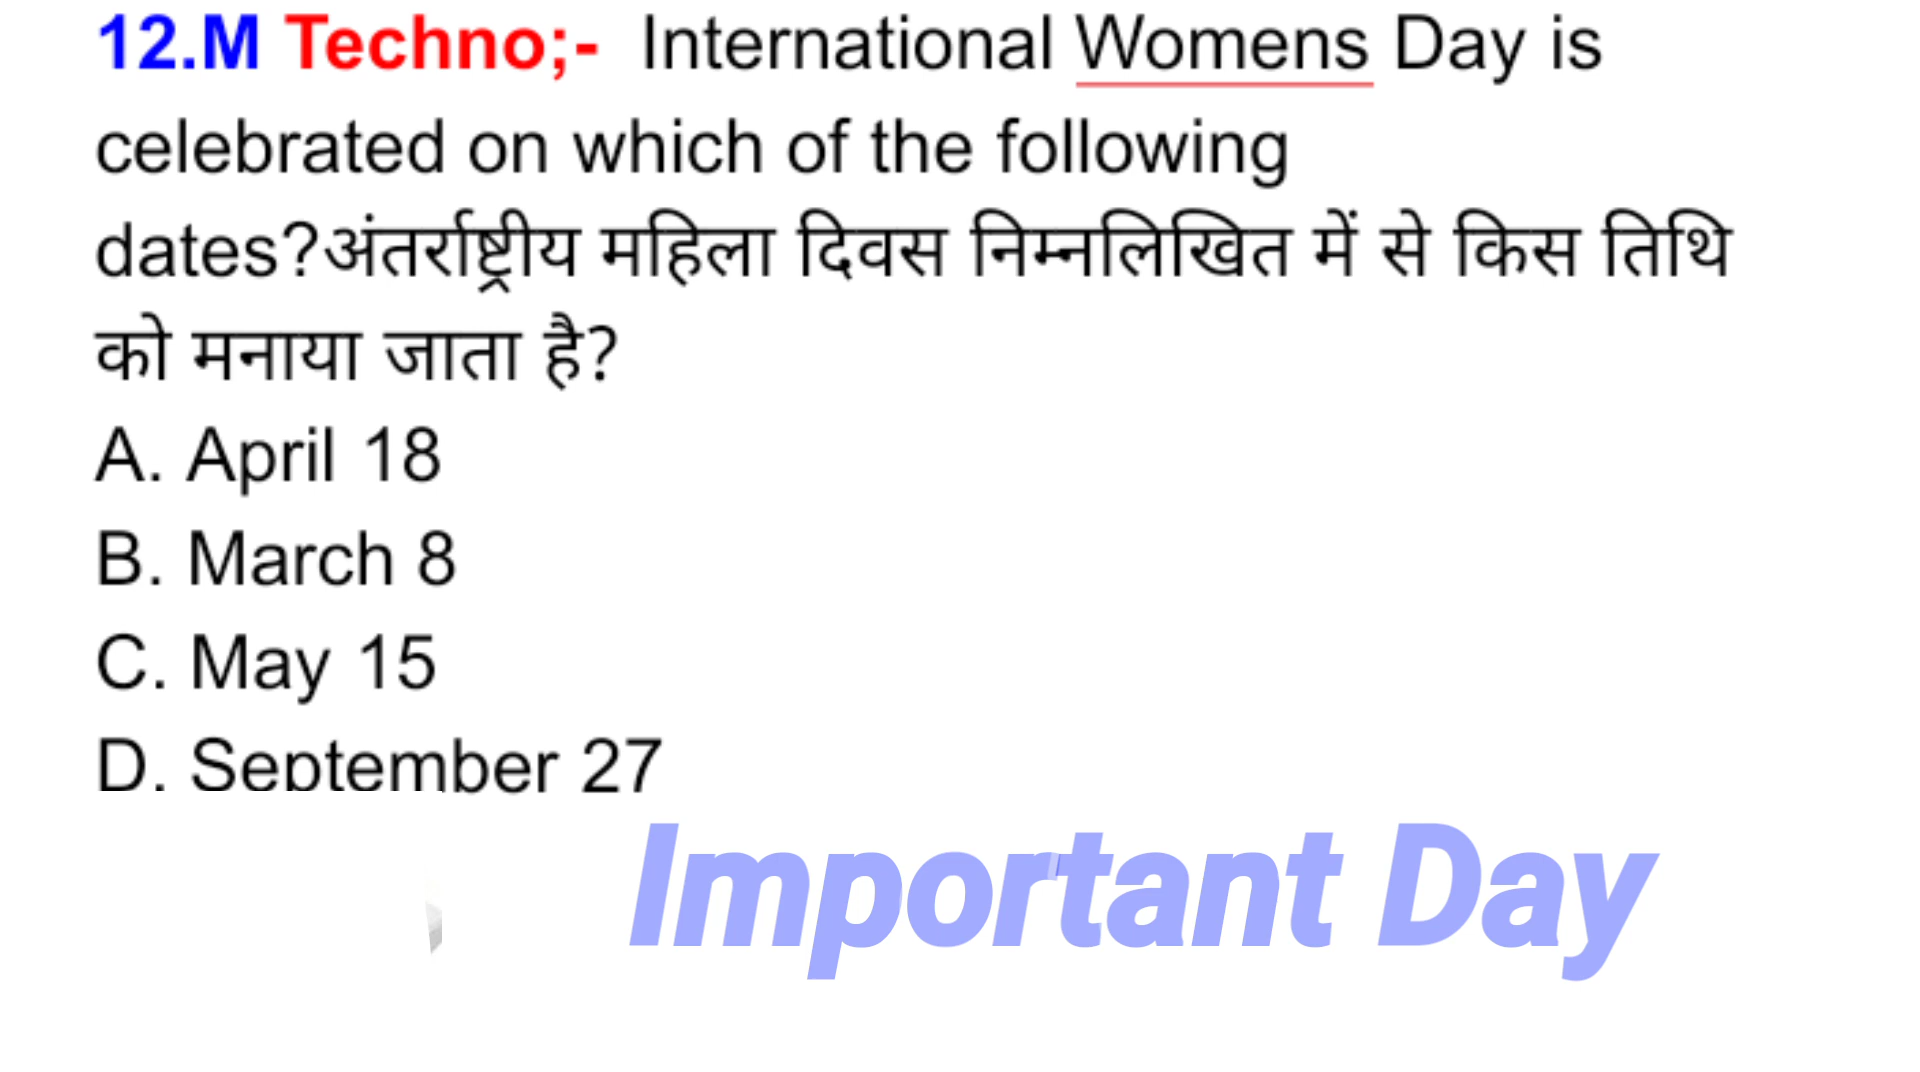 12.M Techno;- International Womens Day is
celebrated on which of the following
dates?अंतर्राष्ट्रीय महिला दिवस निम्नलिखित में से किस तिथि
को मनाया जाता है?
A. April 18
B. March 8
C. May 15
D. September 27
Important Day